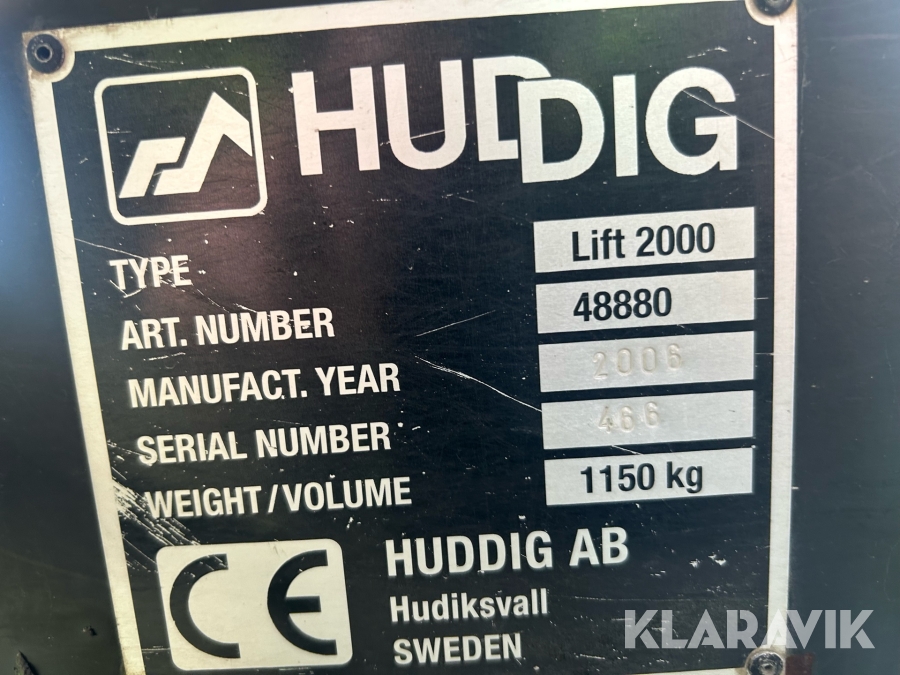 HUDDIG
TYPE Lift 2000
ART. NUMBER 48880
MANUFACT. YEAR 2006
SERIAL NUMBER 466
WEIGHT/VOLUME 1150 kg
CE HUDDIG AB
Hudiksvall
SWEDEN
KLARAVIK